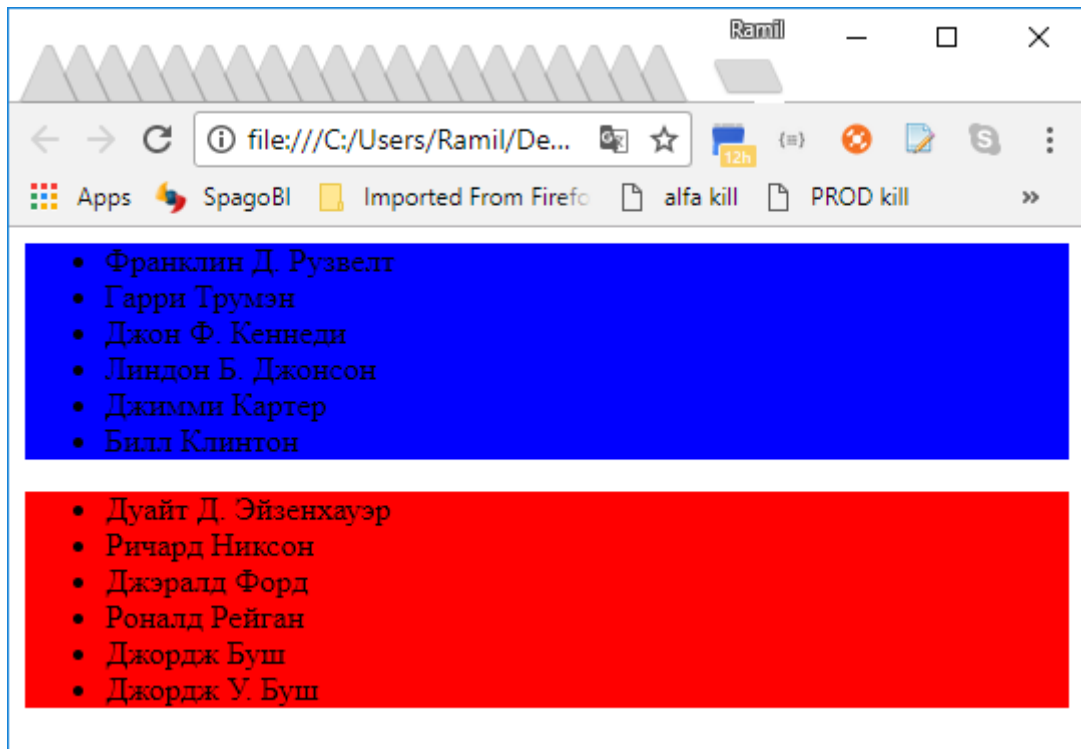 Ramil
file:///C:/Users/Ramil/De...
12h
{≡}
S
Apps
SpagoBI
Imported From Firefo
alfa kill
PROD kill
»
Франклин Д. Рузвелт
Гарри Трумэн
Джон Ф. Кеннеди
Линдон Б. Джонсон
Джимми Картер
Билл Клинтон
Дуайт Д. Эйзенхауэр
Ричард Никсон
Джэралд Форд
Роналд Рейган
Джордж Буш
Джордж У. Буш